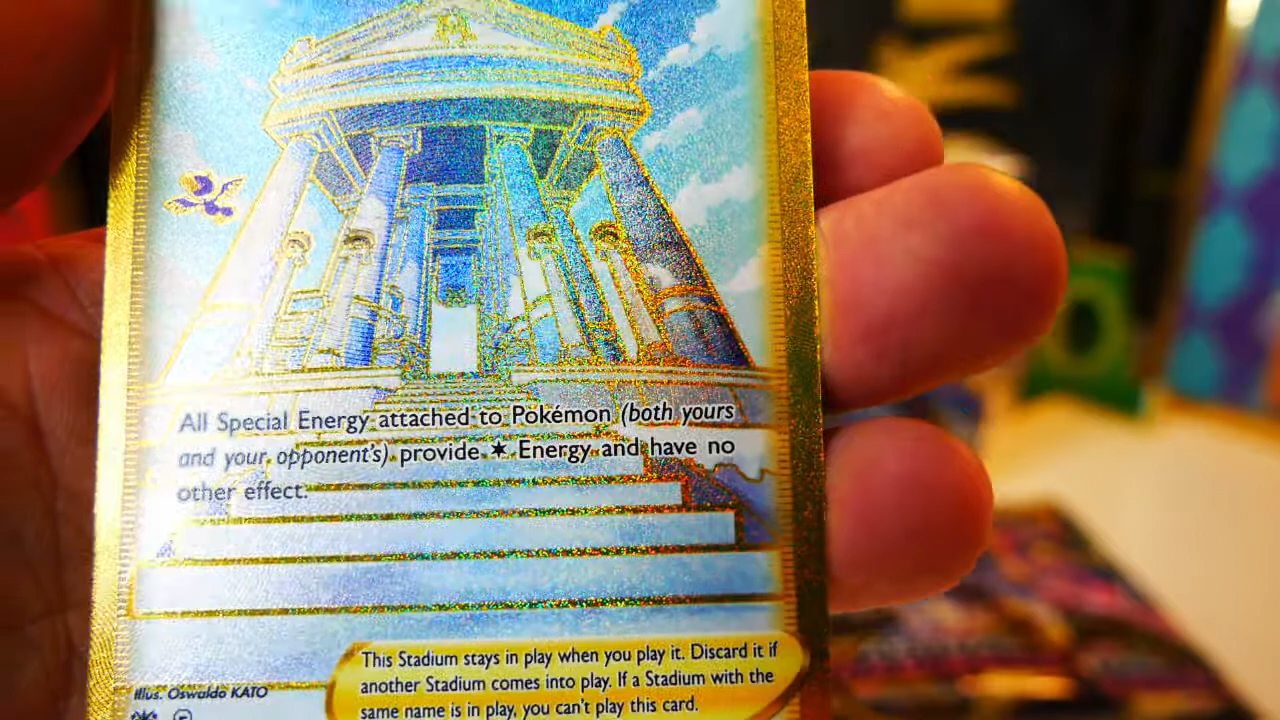 All Special Energy attached to Pokémon (both yours
and your opponent's) provide Energy and have no
other effect.
This Stadium stays in play when you play it. Discard it if
another Stadium comes into play. If a Stadium with the
same name is in play, you can't play this card.
Illus. Oswaldo KATO